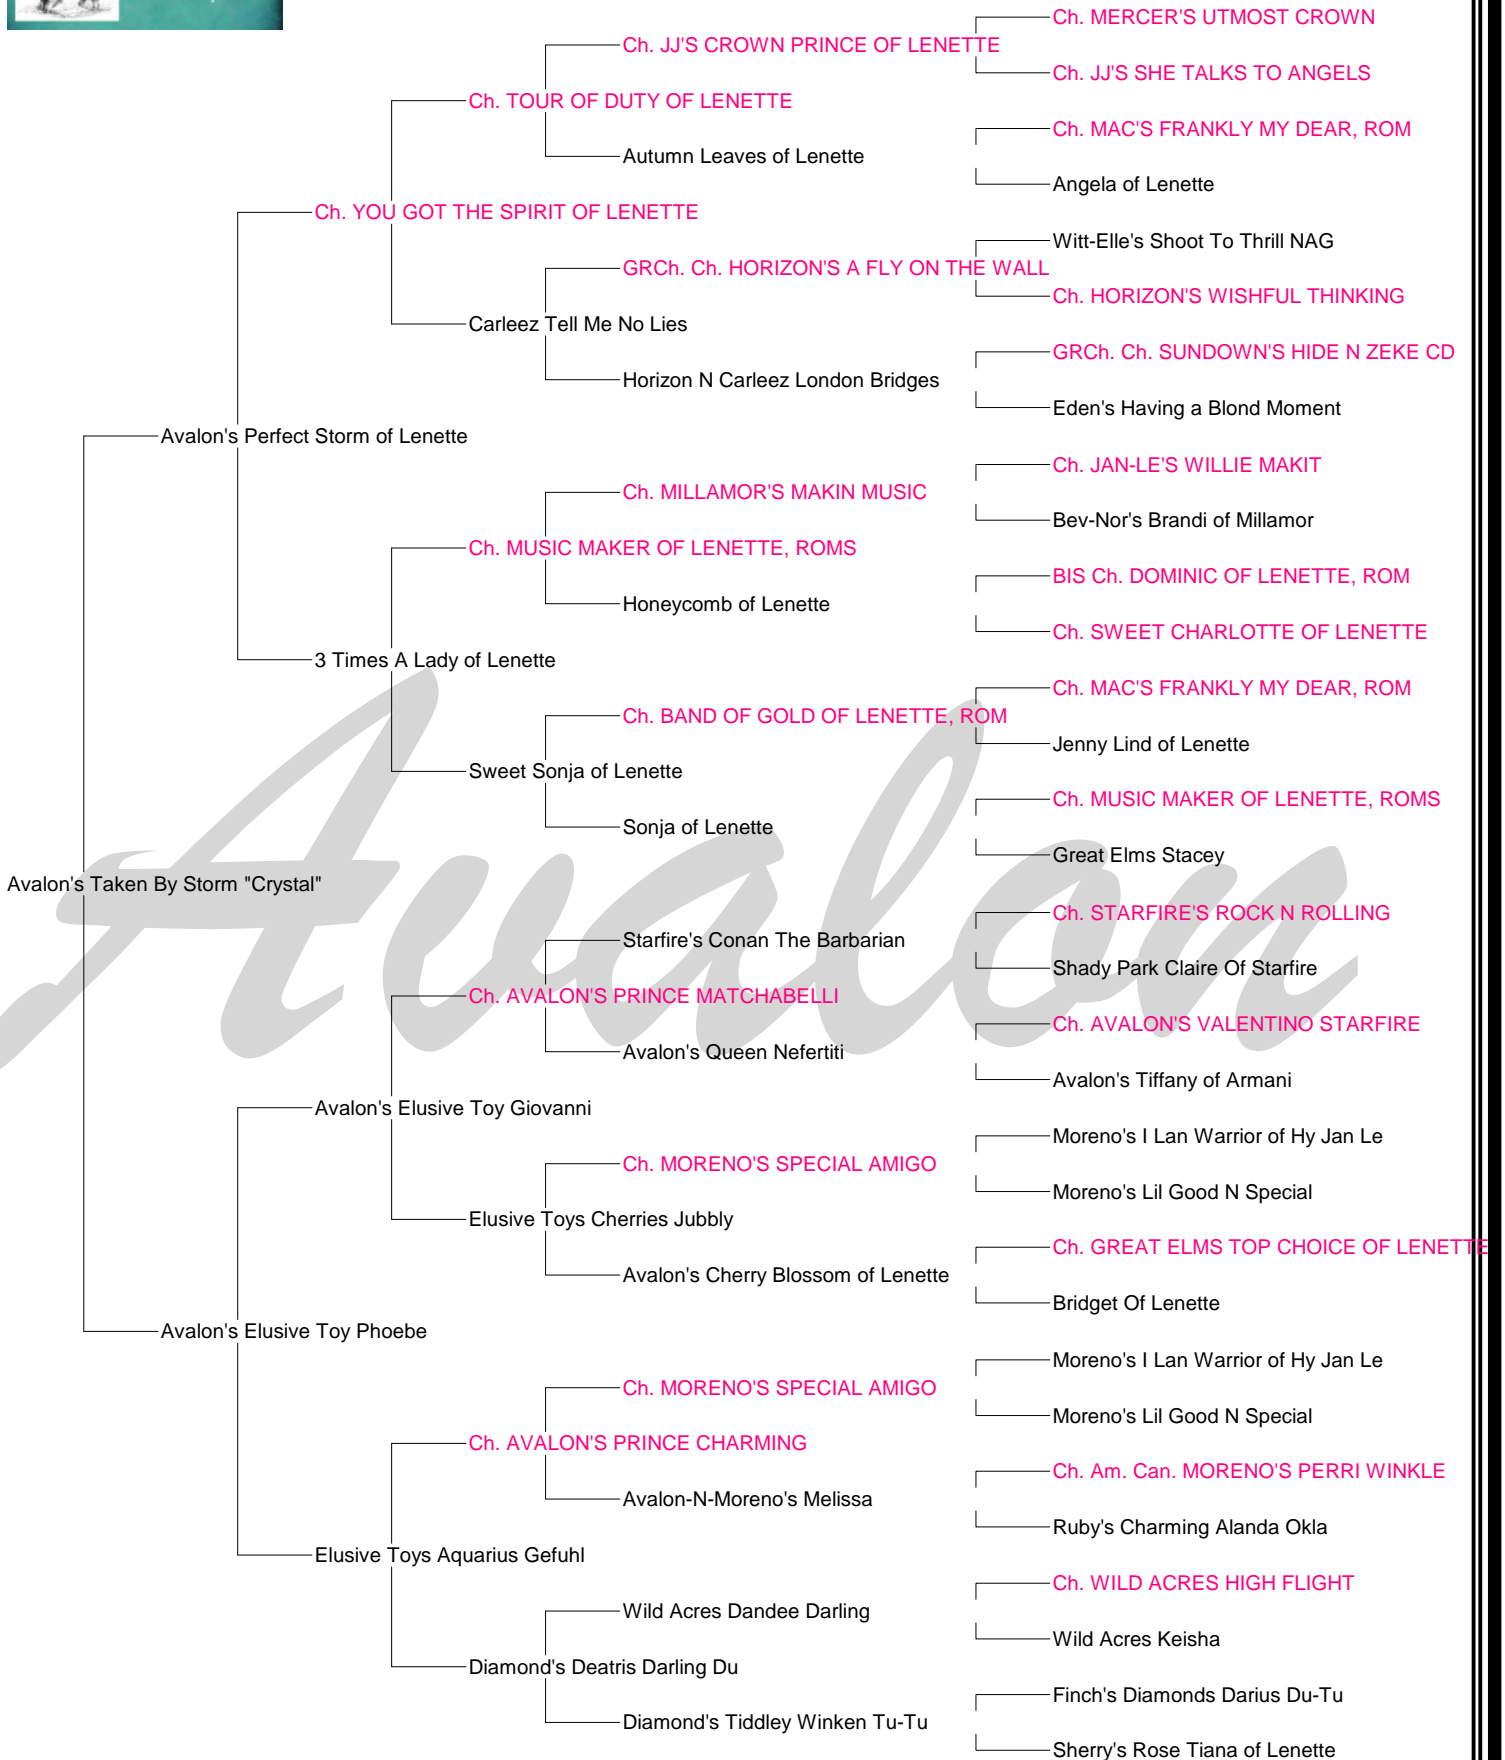 Ch. MERCER'S UTMOST CROWN
Ch. JJ'S CROWN PRINCE OF LENETTE
Ch. JJ'S SHE TALKS TO ANGELS
Ch. TOUR OF DUTY OF LENETTE
Ch. MAC'S FRANKLY MY DEAR, ROM
Autumn Leaves of Lenette
Angela of Lenette
Ch. YOU GOT THE SPIRIT OF LENETTE
Witt-Elle's Shoot To Thrill NAG
GRCh. Ch. HORIZON'S A FLY ON THE WALL
Ch. HORIZON'S WISHFUL THINKING
Carleez Tell Me No Lies
GRCh. Ch. SUNDOWN'S HIDE N ZEKE CD
Horizon N Carleez London Bridges
Eden's Having a Blond Moment
Avalon's Perfect Storm of Lenette
Ch. JAN-LE'S WILLIE MAKIT
Ch. MILLAMOR'S MAKIN MUSIC
Bev-Nor's Brandi of Millamor
Ch. MUSIC MAKER OF LENETTE, ROMS
BIS Ch. DOMINIC OF LENETTE, ROM
Honeycomb of Lenette
Ch. SWEET CHARLOTTE OF LENETTE
3 Times A Lady of Lenette
Ch. MAC'S FRANKLY MY DEAR, ROM
Ch. BAND OF GOLD OF LENETTE, ROM
Jenny Lind of Lenette
Sweet Sonja of Lenette
Ch. MUSIC MAKER OF LENETTE, ROMS
Sonja of Lenette
Great Elms Stacey
Avalon's Taken By Storm "Crystal"
Avalon
Ch. STARFIRE'S ROCK N ROLLING
Starfire's Conan The Barbarian
Shady Park Claire Of Starfire
Ch. AVALON'S PRINCE MATCHABELLI
Ch. AVALON'S VALENTINO STARFIRE
Avalon's Queen Nefertiti
Avalon's Tiffany of Armani
Avalon's Elusive Toy Giovanni
Moreno's I Lan Warrior of Hy Jan Le
Ch. MORENO'S SPECIAL AMIGO
Moreno's Lil Good N Special
Elusive Toys Cherries Jubbly
Ch. GREAT ELMS TOP CHOICE OF LENETTE
Avalon's Cherry Blossom of Lenette
Bridget Of Lenette
Avalon's Elusive Toy Phoebe
Moreno's I Lan Warrior of Hy Jan Le
Ch. MORENO'S SPECIAL AMIGO
Moreno's Lil Good N Special
Ch. AVALON'S PRINCE CHARMING
Ch. Am. Can. MORENO'S PERRI WINKLE
Avalon-N-Moreno's Melissa
Ruby's Charming Alanda Okla
Elusive Toys Aquarius Gefuhl
Ch. WILD ACRES HIGH FLIGHT
Wild Acres Dandee Darling
Wild Acres Keisha
Diamond's Deatris Darling Du
Finch's Diamonds Darius Du-Tu
Diamond's Tiddley Winken Tu-Tu
Sherry's Rose Tiana of Lenette